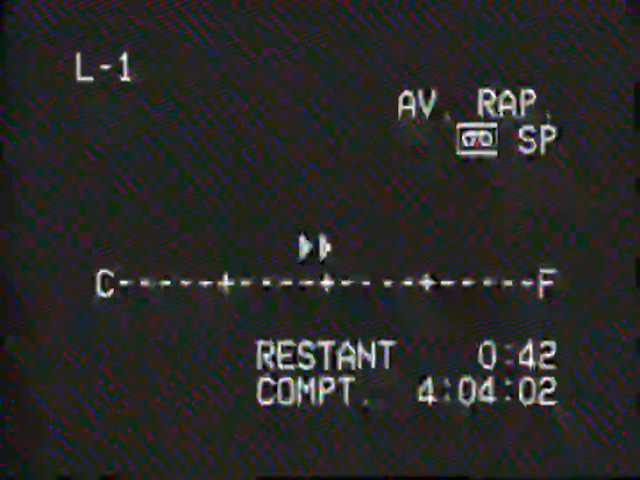 L-1
AV. RAP.
SP
C-----+-----+-----+-----F
RESTANT 0:42
COMPT. 4:04:02